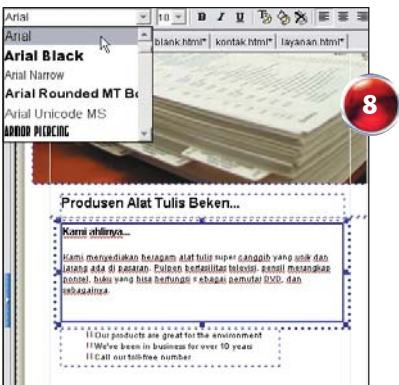 Arial 10 B I U
Arial
Arial Black
Arial Narrow
Arial Rounded MT Bo
Arial Unicode MS
ARMOR PIERCING
blank.html* kontak.html* layanan.html*
8
Produsen Alat Tulis Beken...
Kami ahlinya...
Kami menyediakan beragam alat tulis super canggih yang unik dan
jarang ada di pasaran. Pulpen berfasilitas televisi, pensil merangkap
ponsel, buku yang bisa berfungsi sebagai pemutar DVD, dan
sebagainya.
!! Our products are great for the environment
!! We've been in business for over 10 years
!! Call our toll-free number